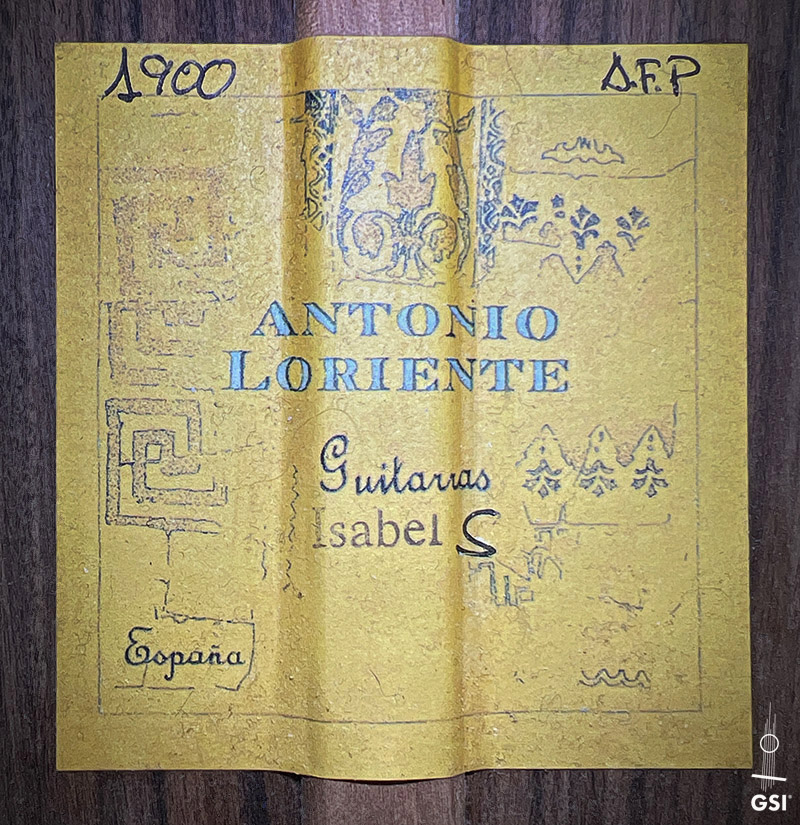 1900 A.F.P
ANTONIO
LORIENTE
Guitarras
Isabel S
España
GSI